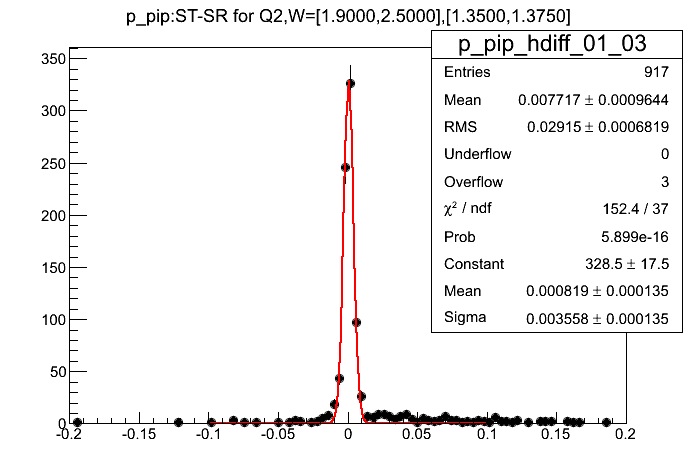 p_pip:ST-SR for Q2,W=[1.9000,2.5000],[1.3500,1.3750]
p_pip_hdiff_01_03
Entries 917
Mean 0.007717 ± 0.0009644
RMS 0.02915 ± 0.0006819
Underflow 0
Overflow 3
χ² / ndf 152.4 / 37
Prob 5.899e-16
Constant 328.5 ± 17.5
Mean 0.000819 ± 0.000135
Sigma 0.003558 ± 0.000135
350
300
250
200
150
100
50
0
-0.2 -0.15 -0.1 -0.05 0 0.05 0.1 0.15 0.2